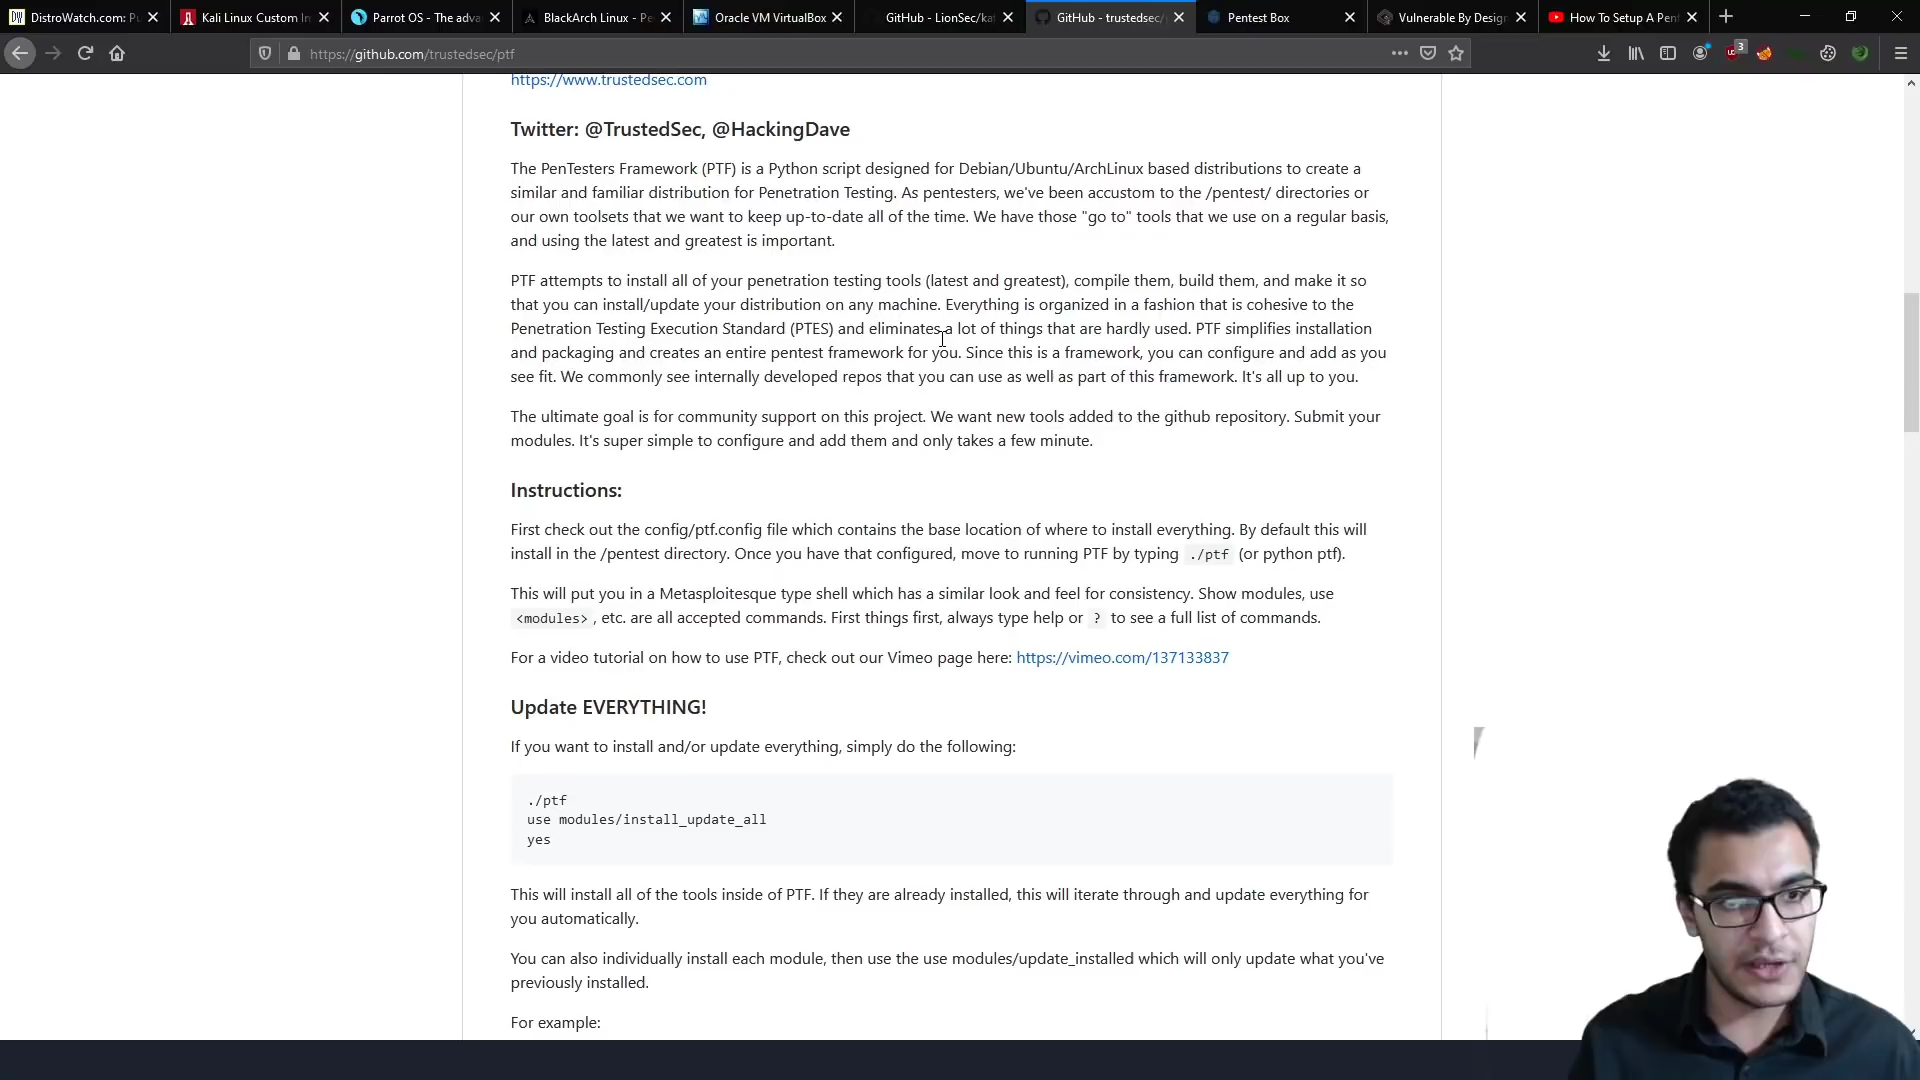 DistroWatch.com: Pu
Kali Linux Custom Im
Parrot OS - The adva
BlackArch Linux - Pe
Oracle VM VirtualBox
GitHub - LionSec/kat
GitHub - trustedsec/p
Pentest Box
Vulnerable By Design
How To Setup A Pent
https://github.com/trustedsec/ptf
3
https://www.trustedsec.com
Twitter: @TrustedSec, @HackingDave
The PenTesters Framework (PTF) is a Python script designed for Debian/Ubuntu/ArchLinux based distributions to create a
similar and familiar distribution for Penetration Testing. As pentesters, we've been accustom to the /pentest/ directories or
our own toolsets that we want to keep up-to-date all of the time. We have those "go to" tools that we use on a regular basis,
and using the latest and greatest is important.
PTF attempts to install all of your penetration testing tools (latest and greatest), compile them, build them, and make it so
that you can install/update your distribution on any machine. Everything is organized in a fashion that is cohesive to the
Penetration Testing Execution Standard (PTES) and eliminates a lot of things that are hardly used. PTF simplifies installation
and packaging and creates an entire pentest framework for you. Since this is a framework, you can configure and add as you
see fit. We commonly see internally developed repos that you can use as well as part of this framework. It's all up to you.
The ultimate goal is for community support on this project. We want new tools added to the github repository. Submit your
modules. It's super simple to configure and add them and only takes a few minute.
Instructions:
First check out the config/ptf.config file which contains the base location of where to install everything. By default this will
install in the /pentest directory. Once you have that configured, move to running PTF by typing ./ptf (or python ptf).
This will put you in a Metasploitesque type shell which has a similar look and feel for consistency. Show modules, use
<modules> , etc. are all accepted commands. First things first, always type help or ? to see a full list of commands.
For a video tutorial on how to use PTF, check out our Vimeo page here: https://vimeo.com/137133837
Update EVERYTHING!
If you want to install and/or update everything, simply do the following:
./ptf
use modules/install_update_all
yes
This will install all of the tools inside of PTF. If they are already installed, this will iterate through and update everything for
you automatically.
You can also individually install each module, then use the use modules/update_installed which will only update what you've
previously installed.
For example: